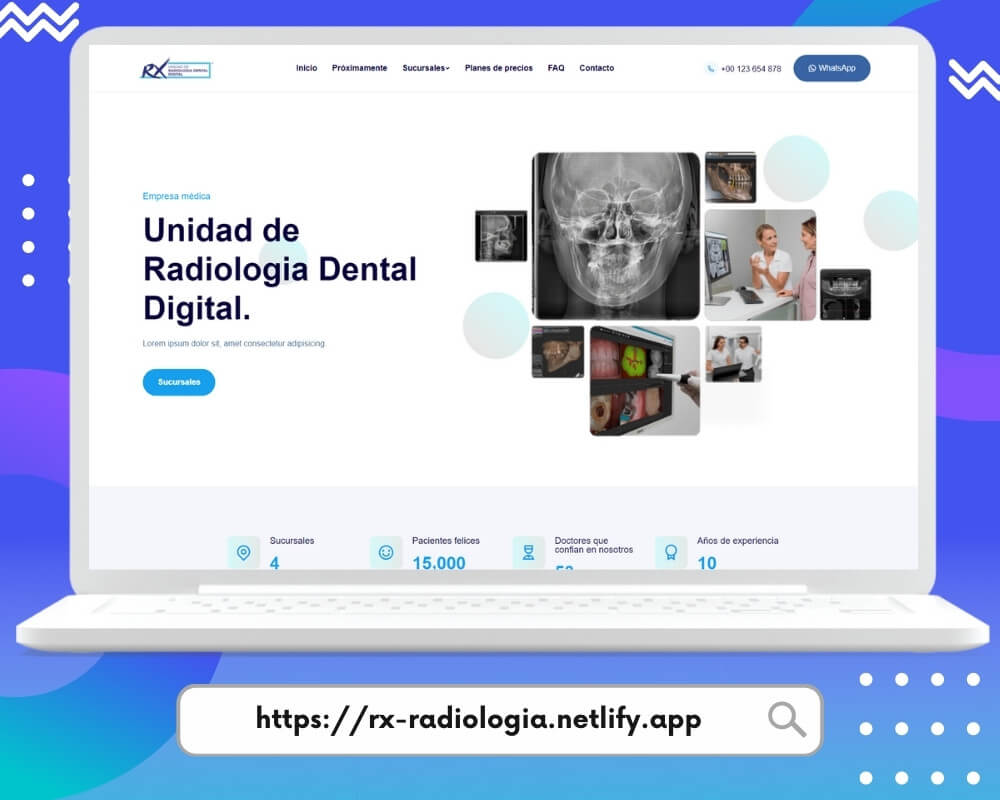 RX UNIDAD DE
RADIOLOGIA DENTAL
DIGITAL
Inicio Próximamente Sucursales Planes de precios FAQ Contacto
+00 123 654 878
WhatsApp
Empresa médica
Unidad de
Radiologia Dental
Digital.
Lorem ipsum dolor sit, amet consectetur adipisicing
Sucursales
Sucursales
4
Pacientes felices
15,000
Doctores que
confian en nosotros
Años de experiencia
10
https://rx-radiologia.netlify.app